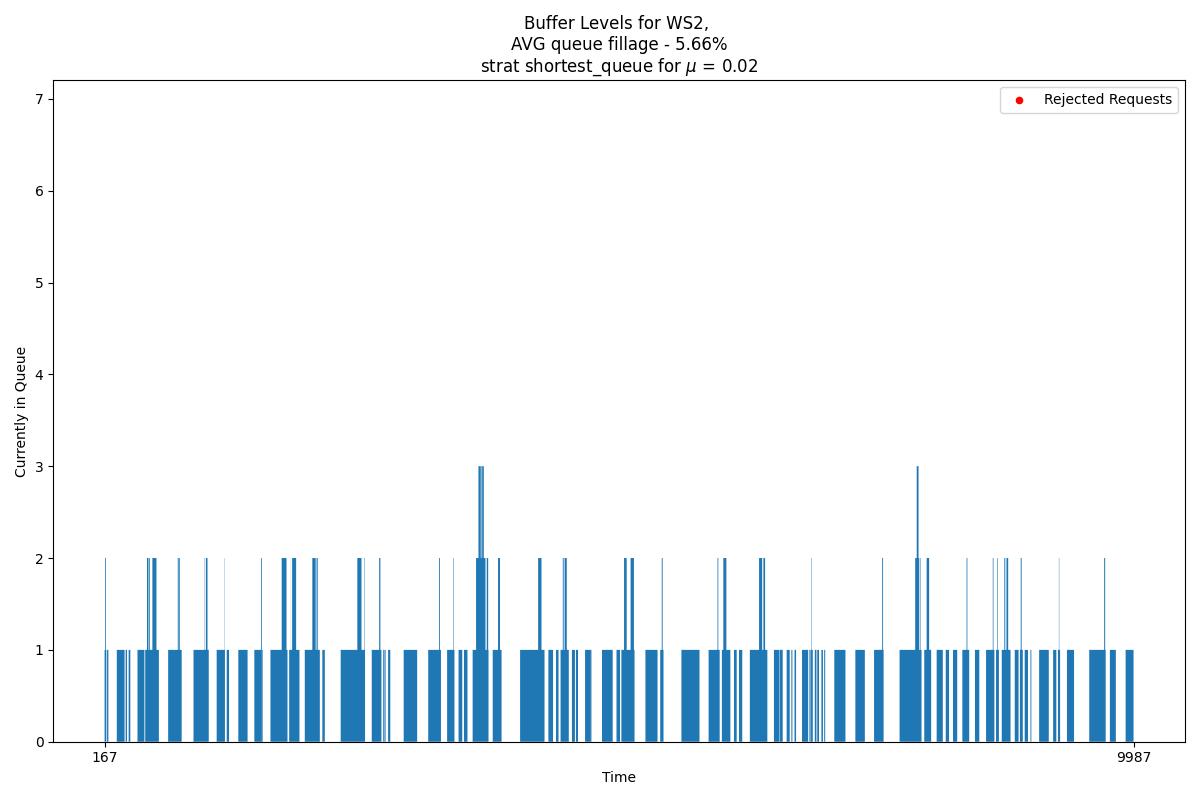 Buffer Levels for WS2,
AVG queue fillage - 5.66%
strat shortest_queue for μ = 0.02
Rejected Requests
7
6
5
4
3
2
1
0
Currently in Queue
167
9987
Time